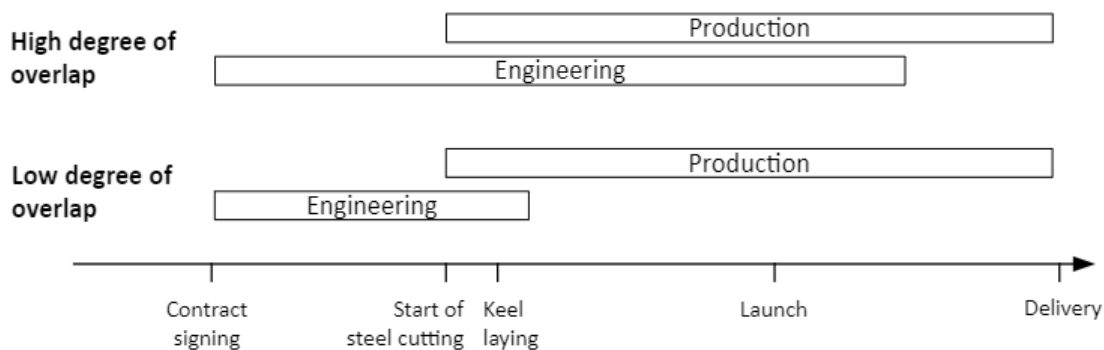 Production
High degree of
overlap
Engineering
Production
Low degree of
overlap
Engineering
Contract
signing
Start of
steel cutting
Keel
laying
Launch
Delivery